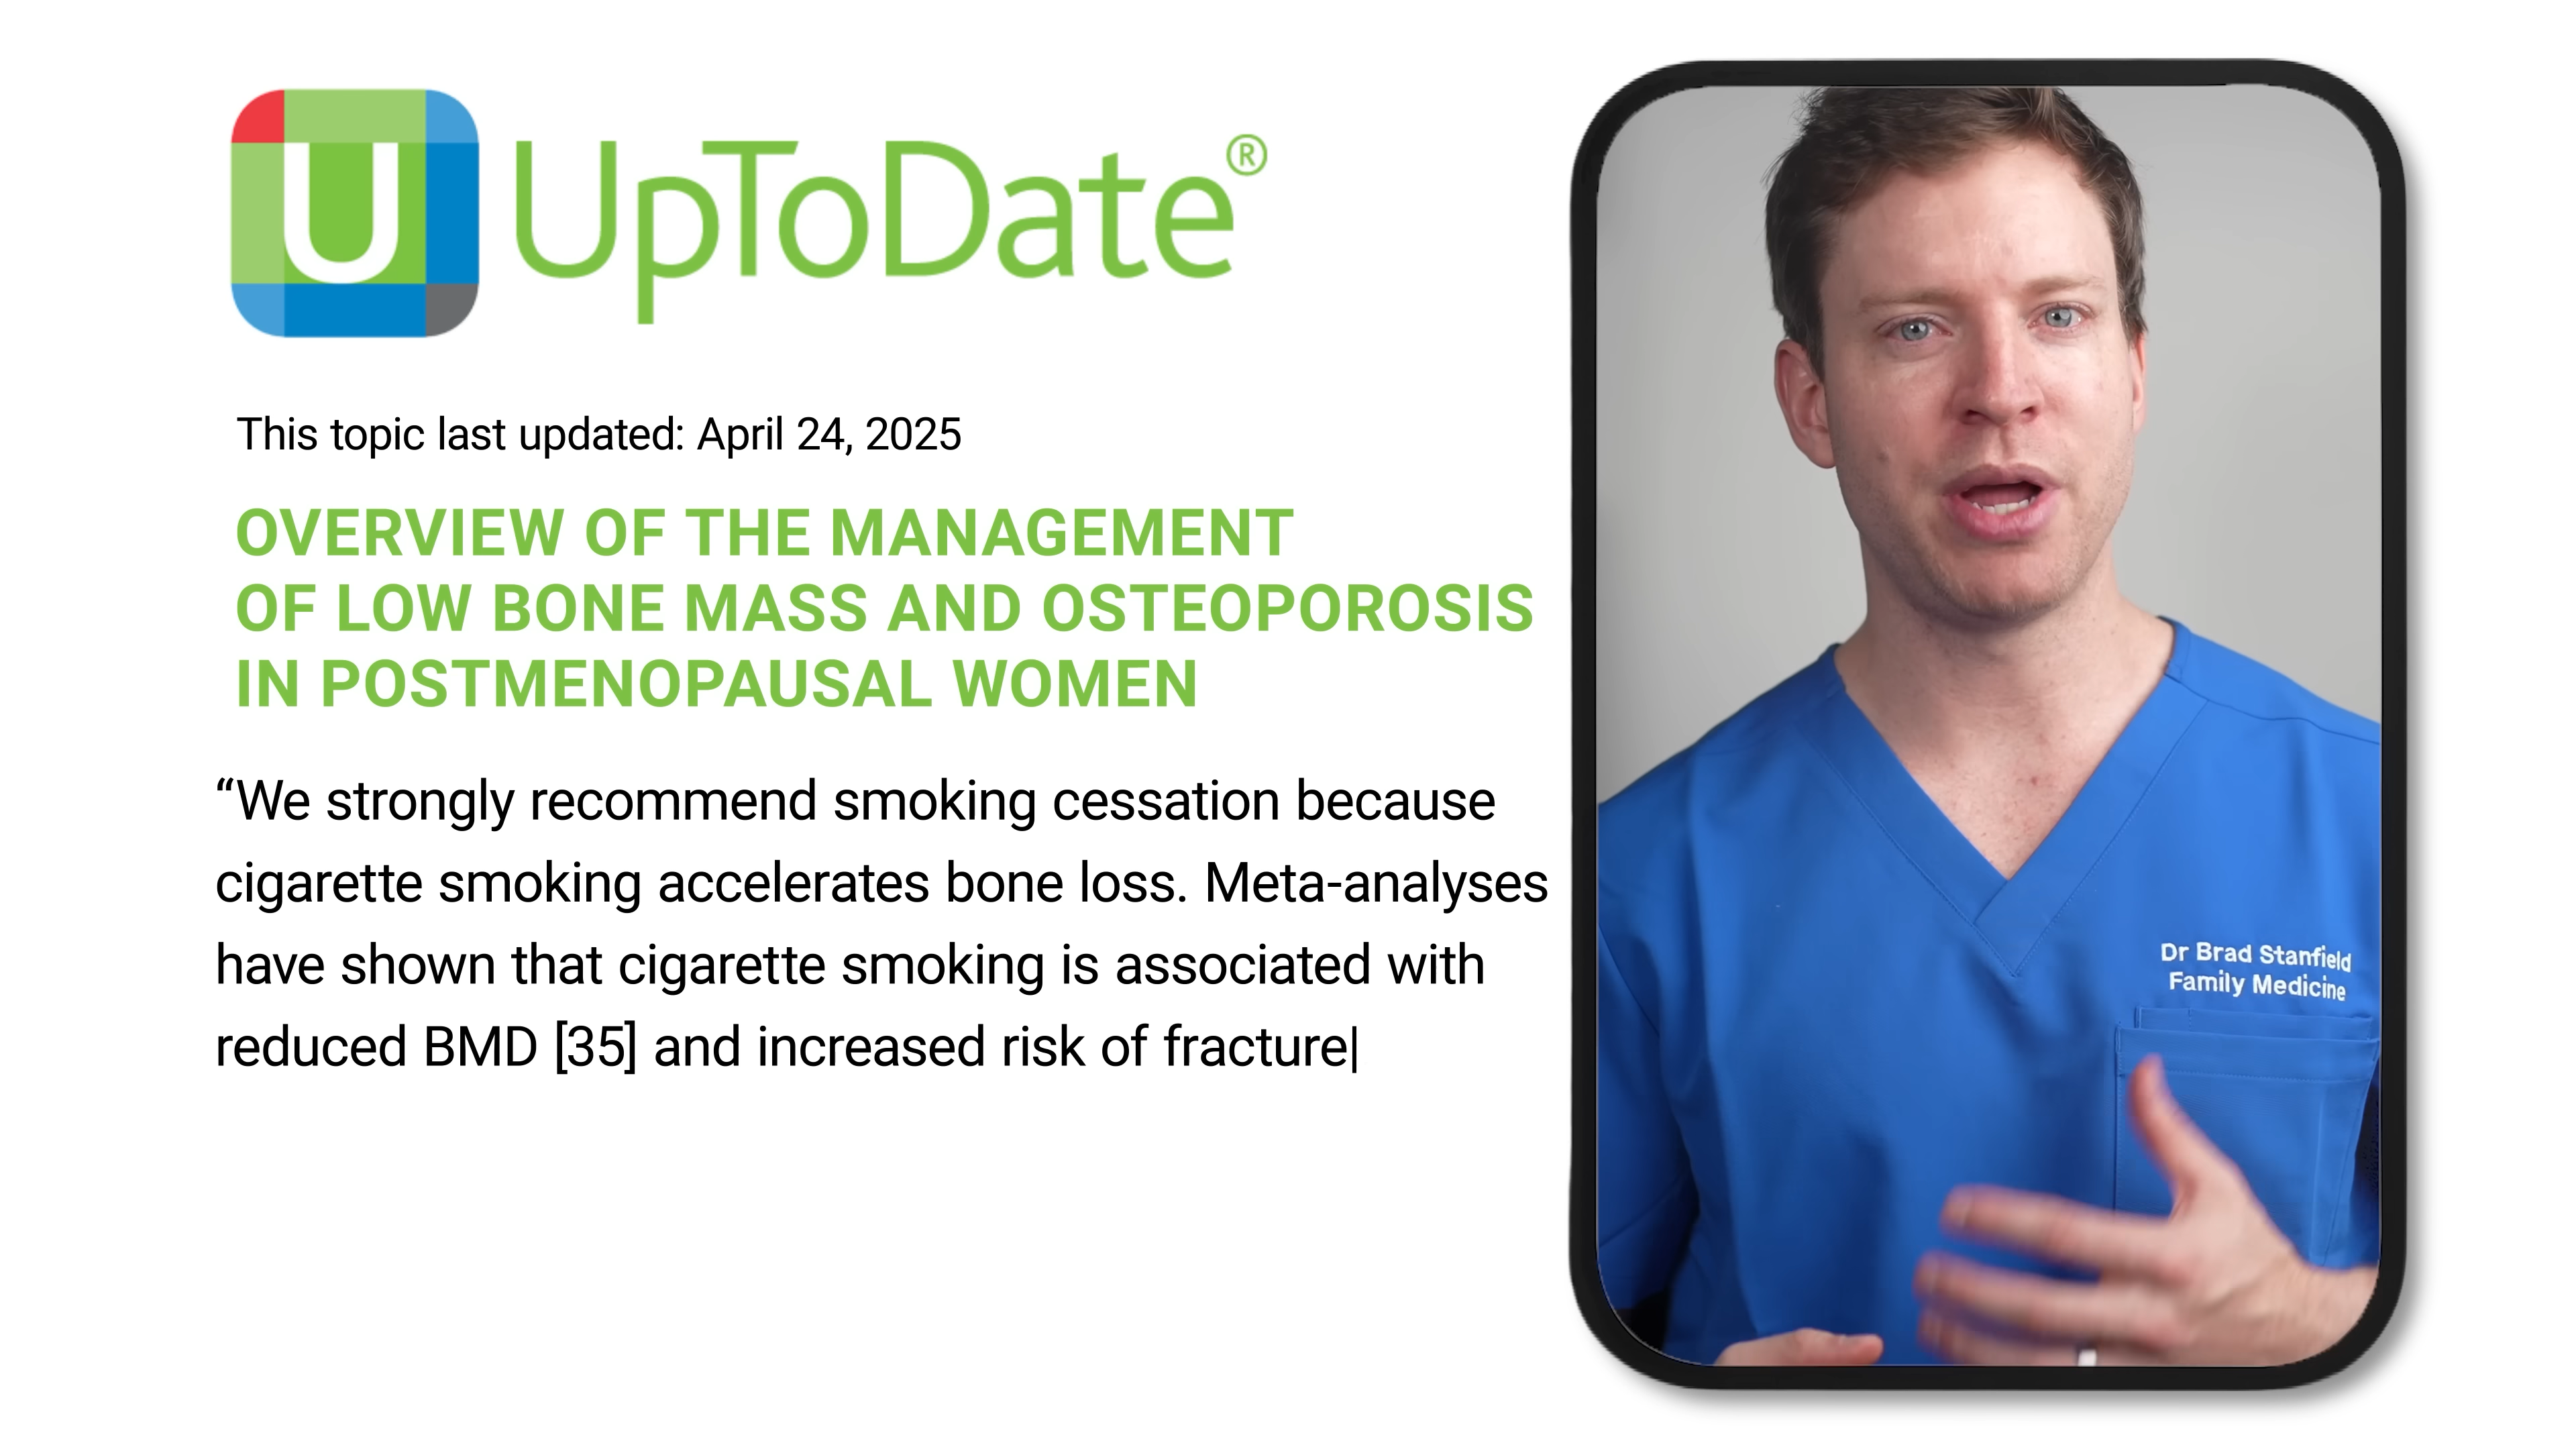 U UpToDate®
This topic last updated: April 24, 2025
OVERVIEW OF THE MANAGEMENT
OF LOW BONE MASS AND OSTEOPOROSIS
IN POSTMENOPAUSAL WOMEN
“We strongly recommend smoking cessation because
cigarette smoking accelerates bone loss. Meta-analyses
have shown that cigarette smoking is associated with
reduced BMD [35] and increased risk of fracture|
Dr Brad Stanfield
Family Medicine